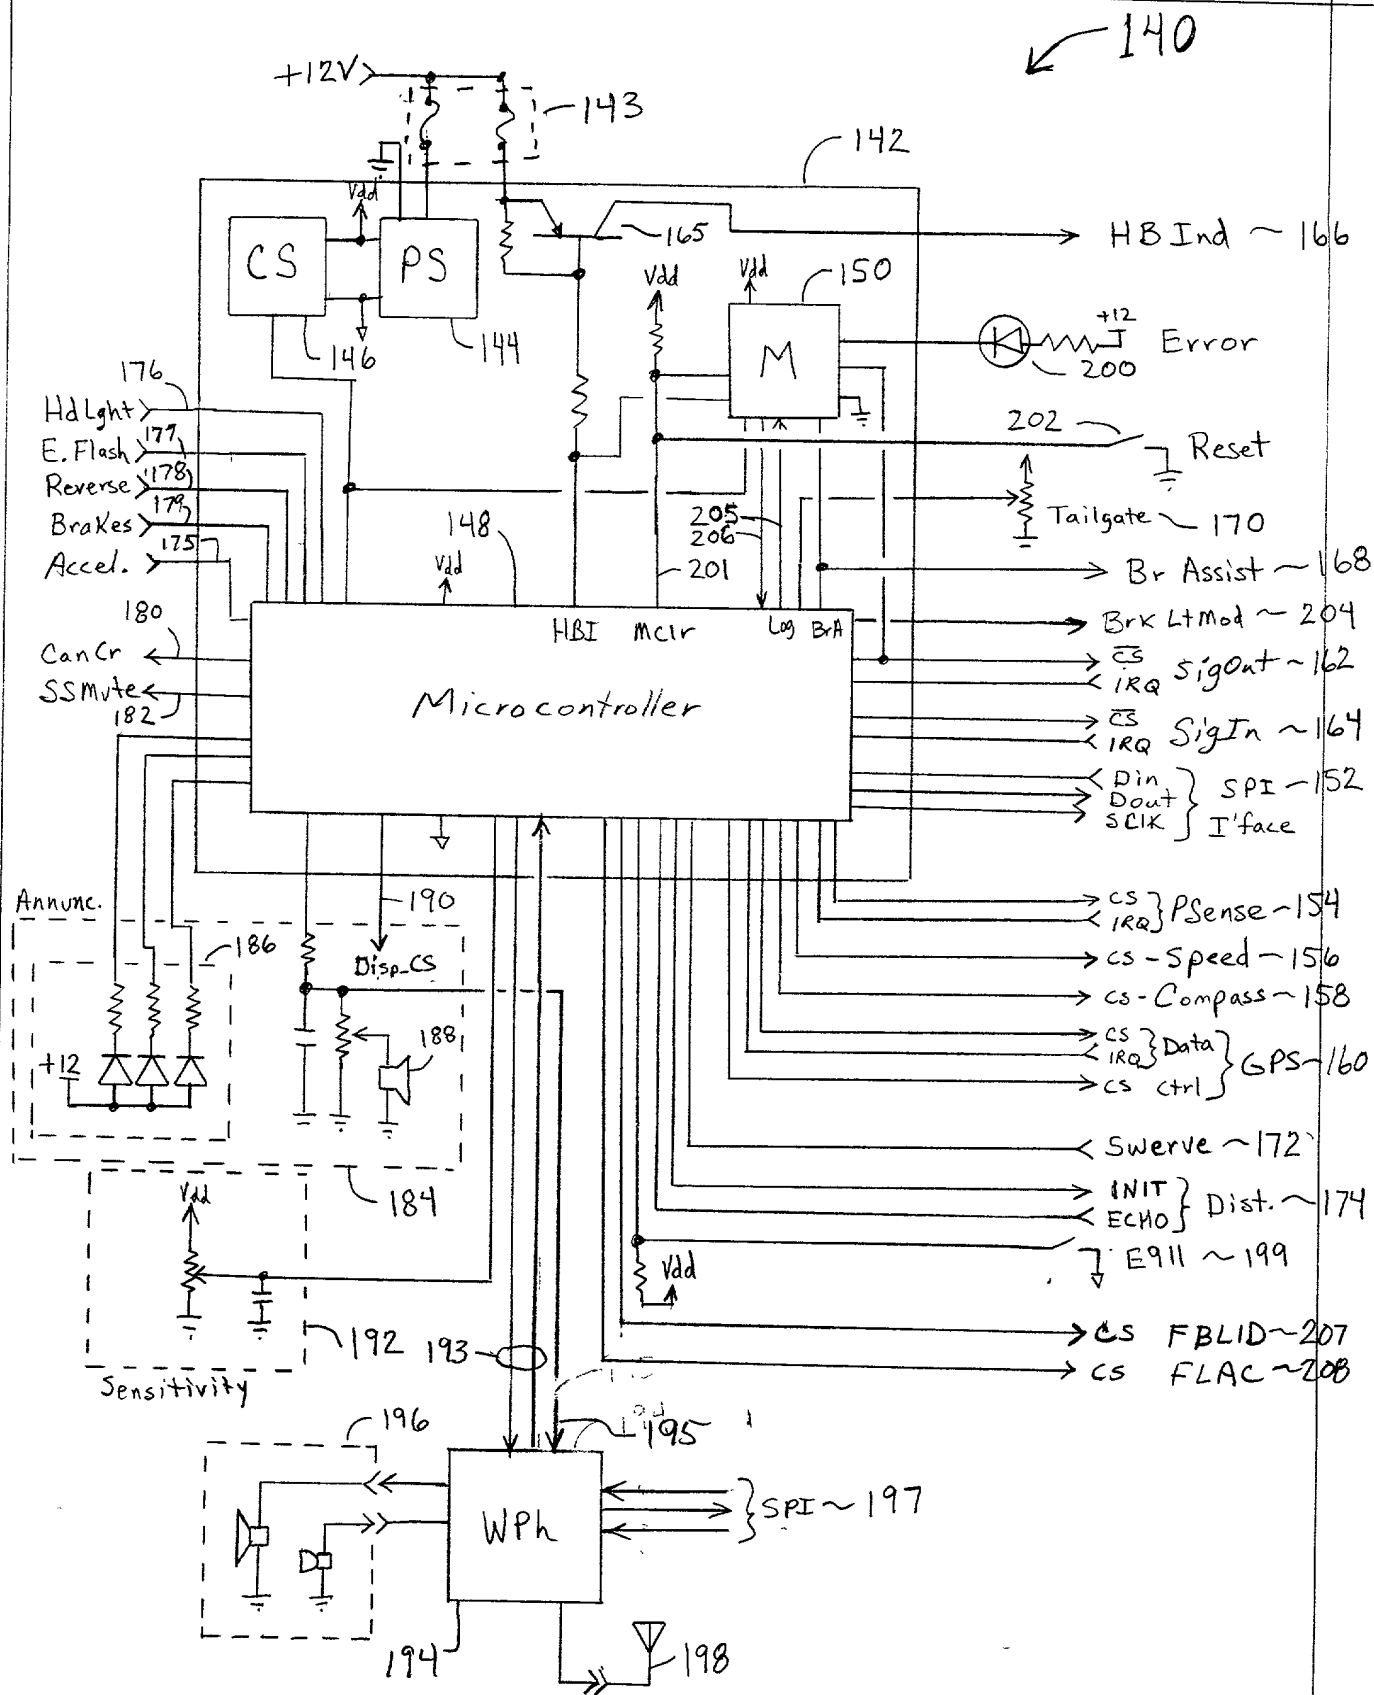 140
+12V
143
142
Vdd
CS
PS
165
HB Ind ~ 166
Vdd
Vdd
150
146
144
M
+12
200
Error
176
HdLght
177
E.Flash
178
Reverse
179
Brakes
175
Accel.
202
Reset
148
205
206
Tailgate ~ 170
Vdd
201
Br Assist ~ 168
180
CanCr
SSMute
182
HBI
Mclr
Log
BrA
Microcontroller
Brk LtMod ~ 204
CS
IRQ
SigOut ~ 162
CS
IRQ
SigIn ~ 164
Din
Dout
SClK
SPI ~ 152
I'face
Annunc.
190
186
Disp_CS
188
+12
CS
IRQ
PSense ~ 154
CS - Speed ~ 156
CS - Compass ~ 158
CS
IRQ
Data
CS Ctrl
GPS ~ 160
184
Swerve ~ 172
INIT
ECHO
Dist. ~ 174
Vdd
Vdd
E911 ~ 199
192
193
CS FBLID ~ 207
CS FLAC ~ 208
Sensitivity
196
195
WPh
SPI ~ 197
194
198